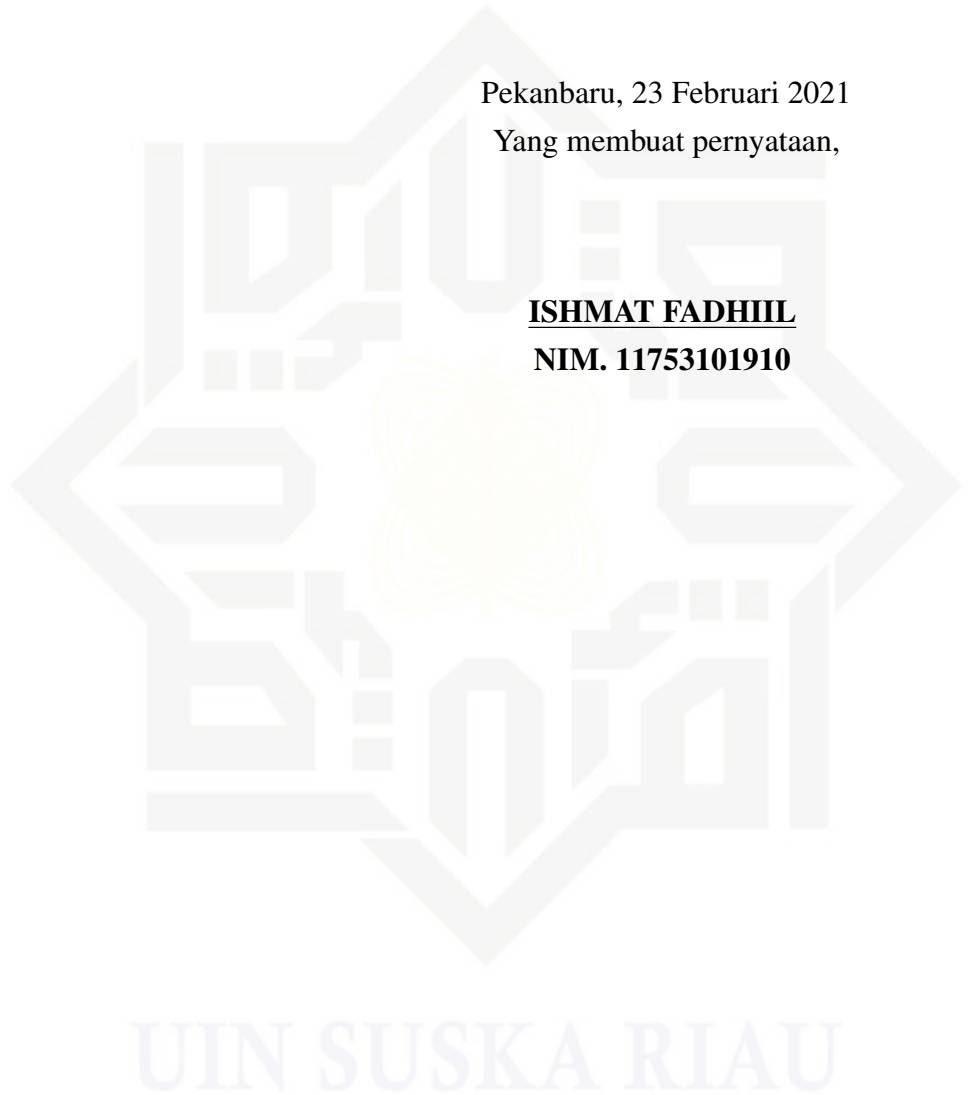 Pekanbaru, 23 Februari 2021
Yang membuat pernyataan,
ISHMAT FADHIIL
NIM. 11753101910
UIN SUSKA RIAU